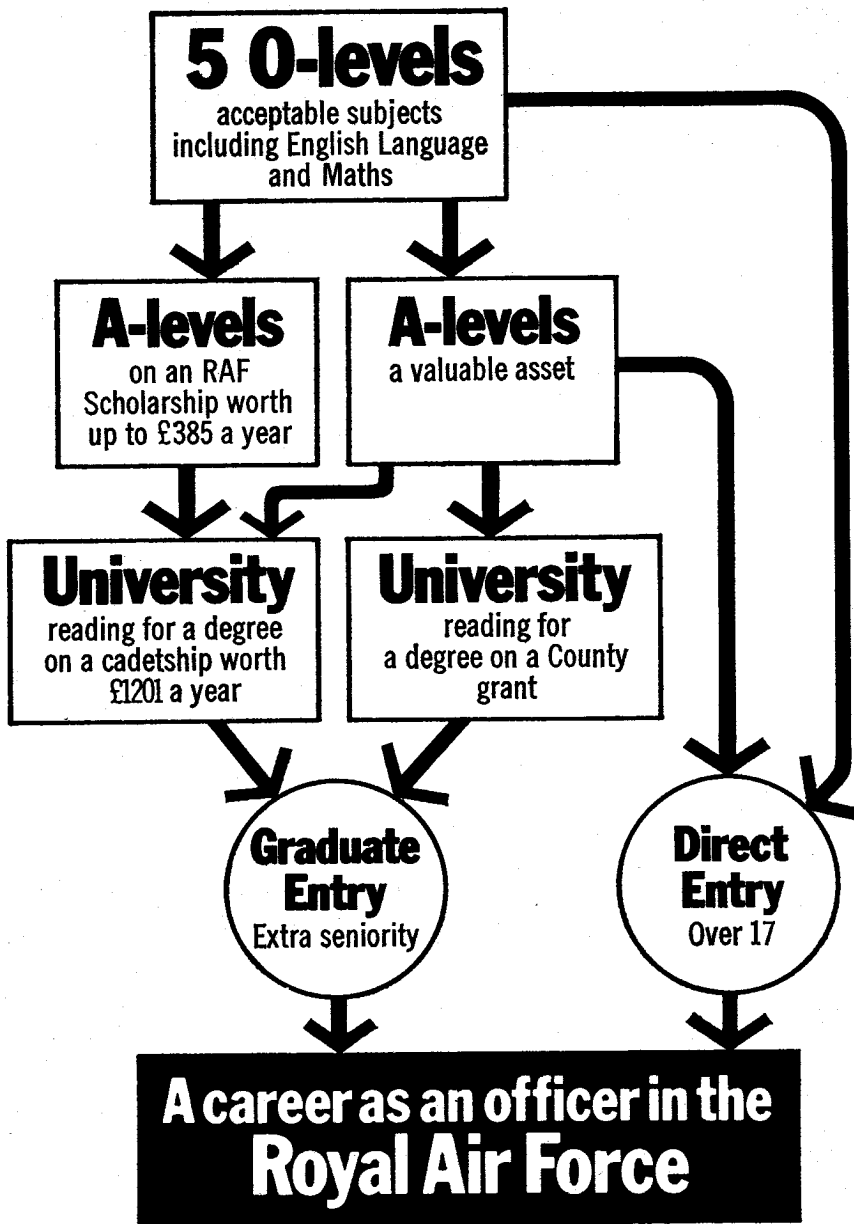 5 O-levels
acceptable subjects
including English Language
and Maths
A-levels
on an RAF
Scholarship worth
up to £385 a year
A-levels
a valuable asset
University
reading for a degree
on a cadetship worth
£1201 a year
University
reading for
a degree on a County
grant
Graduate
Entry
Extra seniority
Direct
Entry
Over 17
A career as an officer in the
Royal Air Force